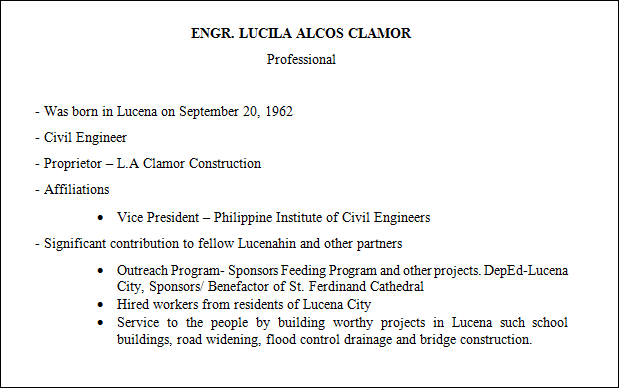 ENGR. LUCILA ALCOS CLAMOR
Professional
- Was born in Lucena on September 20, 1962
- Civil Engineer
- Proprietor – L.A Clamor Construction
- Affiliations
• Vice President – Philippine Institute of Civil Engineers
- Significant contribution to fellow Lucenahin and other partners
• Outreach Program- Sponsors Feeding Program and other projects. DepEd-Lucena
City, Sponsors/ Benefactor of St. Ferdinand Cathedral
• Hired workers from residents of Lucena City
• Service to the people by building worthy projects in Lucena such school
buildings, road widening, flood control drainage and bridge construction.